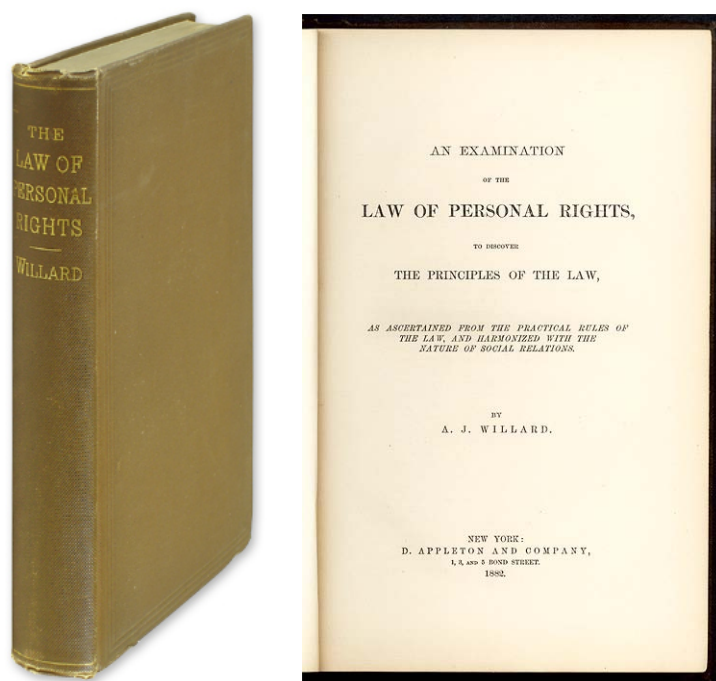 THE
LAW OF
PERSONAL
RIGHTS
WILLARD
AN EXAMINATION
OF THE
LAW OF PERSONAL RIGHTS,
TO DISCOVER
THE PRINCIPLES OF THE LAW,
AS ASCERTAINED FROM THE PRACTICAL RULES OF
THE LAW, AND HARMONIZED WITH THE
NATURE OF SOCIAL RELATIONS.
BY
A. J. WILLARD.
NEW YORK:
D. APPLETON AND COMPANY,
1, 3, AND 5 BOND STREET.
1882.